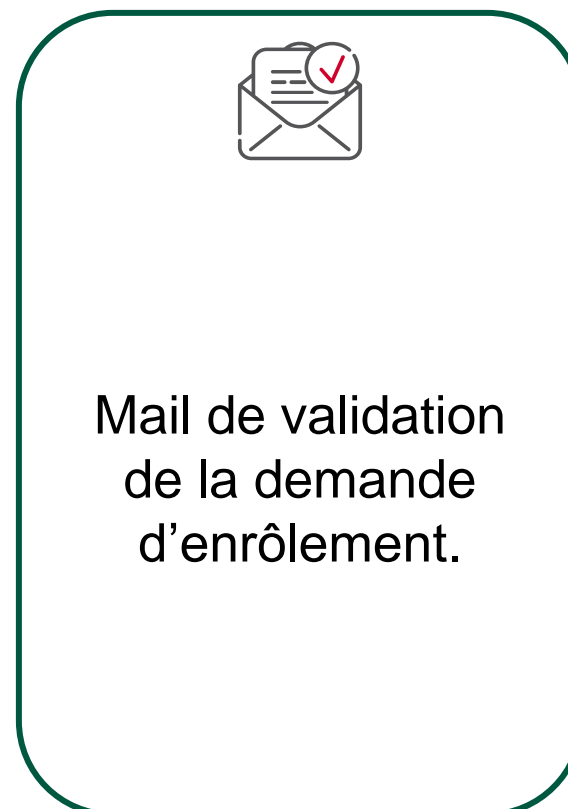 Mail de validation
de la demande
d’enrôlement.